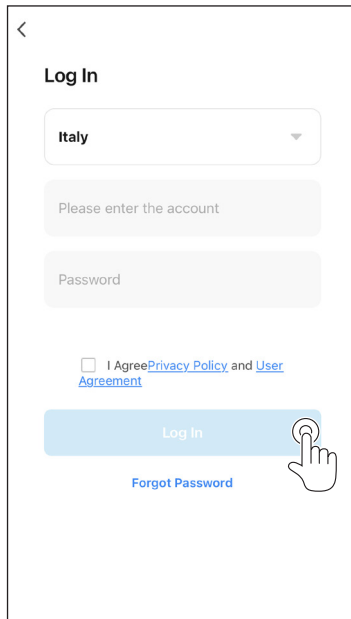 Log In
Italy
Please enter the account
Password
I AgreePrivacy Policy and User
Agreement
Log In
Forgot Password